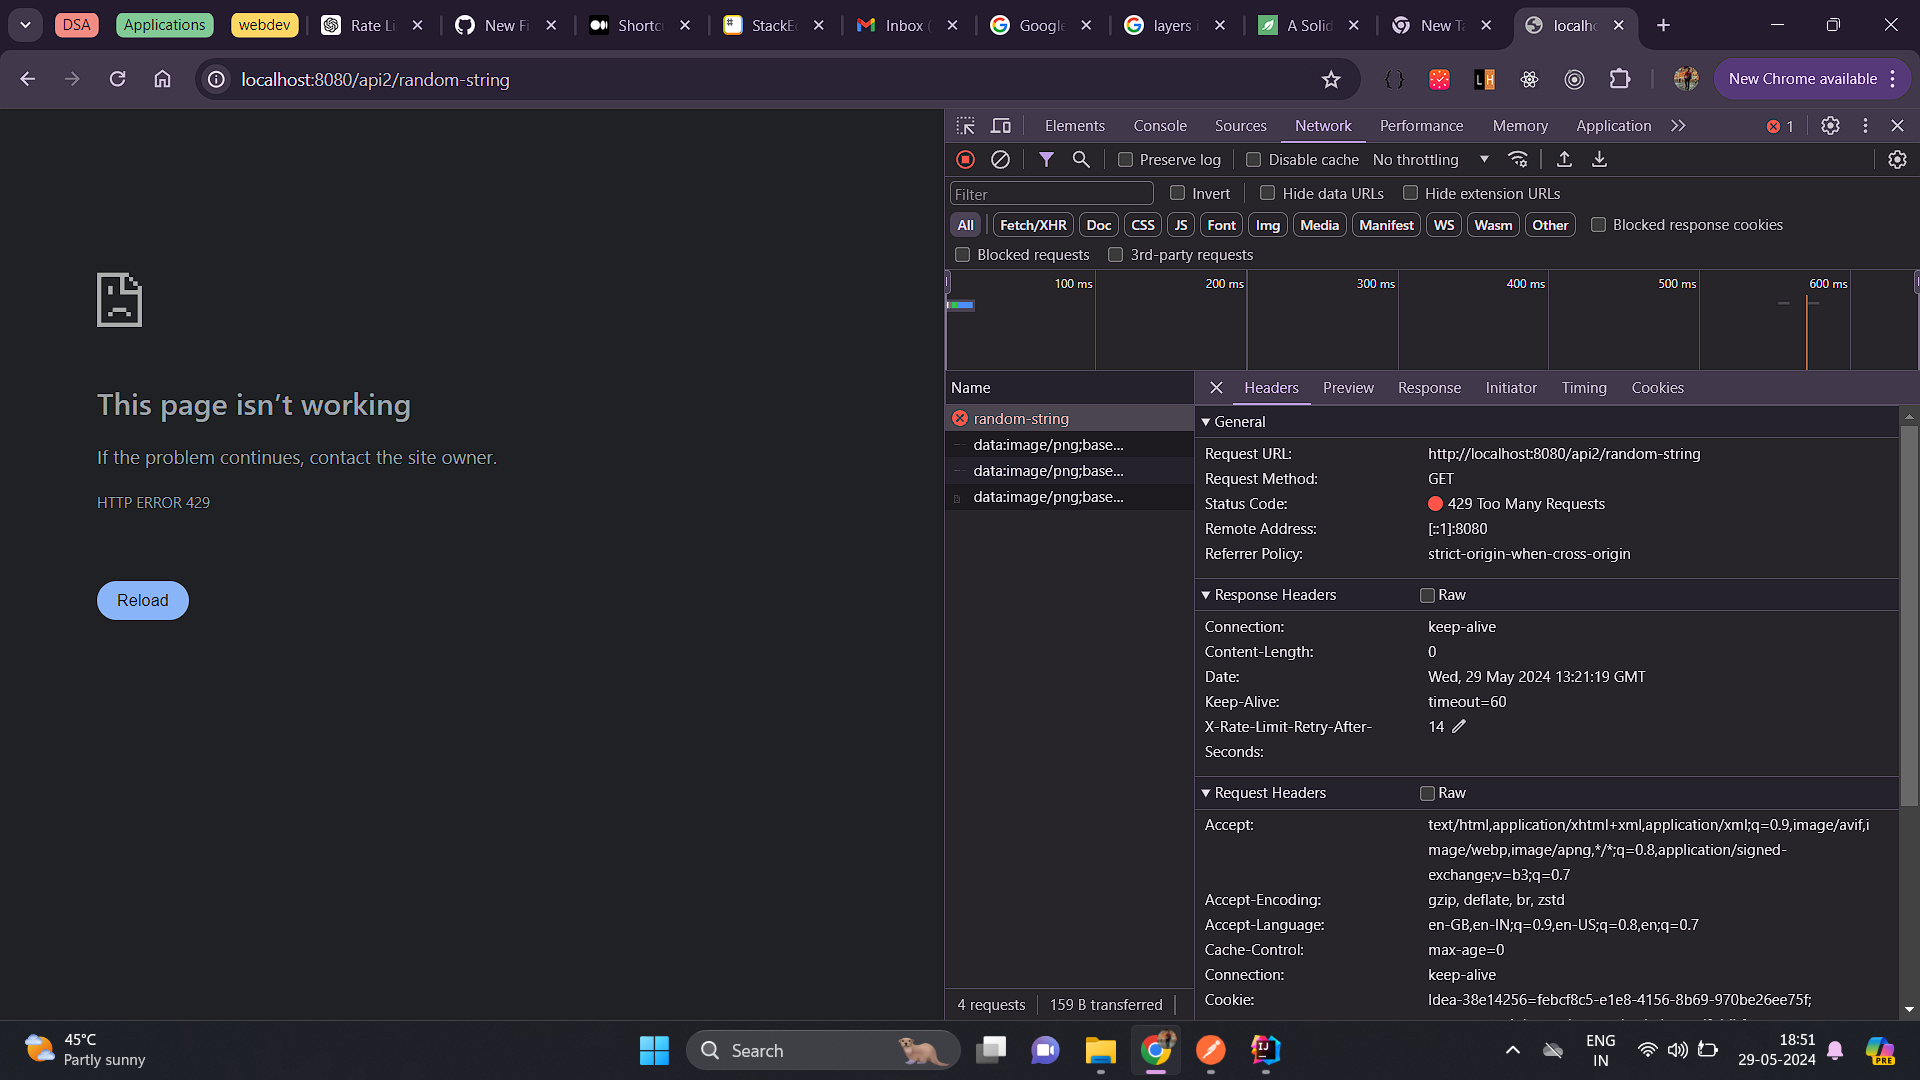 DSA
Applications
webdev
Rate Li
New Fi
Shortc
StackE
Inbox (
Google
layers i
A Solid
New Ta
localho
localhost:8080/api2/random-string
New Chrome available
This page isn’t working
If the problem continues, contact the site owner.
HTTP ERROR 429
Reload
Elements Console Sources Network Performance Memory Application 1
Preserve log Disable cache No throttling
Filter Invert Hide data URLs Hide extension URLs
All Fetch/XHR Doc CSS JS Font Img Media Manifest WS Wasm Other Blocked response cookies
Blocked requests 3rd-party requests
100 ms 200 ms 300 ms 400 ms 500 ms 600 ms
Name
random-string
data:image/png;base...
data:image/png;base...
data:image/png;base...
4 requests 159 B transferred
Headers Preview Response Initiator Timing Cookies
General
Request URL: http://localhost:8080/api2/random-string
Request Method: GET
Status Code: 429 Too Many Requests
Remote Address: [::1]:8080
Referrer Policy: strict-origin-when-cross-origin
Response Headers Raw
Connection: keep-alive
Content-Length: 0
Date: Wed, 29 May 2024 13:21:19 GMT
Keep-Alive: timeout=60
X-Rate-Limit-Retry-After- 14
Seconds:
Request Headers Raw
Accept: text/html,application/xhtml+xml,application/xml;q=0.9,image/avif,i
mage/webp,image/apng,*/*;q=0.8,application/signed-
exchange;v=b3;q=0.7
Accept-Encoding: gzip, deflate, br, zstd
Accept-Language: en-GB,en-IN;q=0.9,en-US;q=0.8,en;q=0.7
Cache-Control: max-age=0
Connection: keep-alive
Cookie: Idea-38e14256=febcf8c5-e1e8-4156-8b69-970be26ee75f;
45°C
Partly sunny
Search
ENG
IN
18:51
29-05-2024
PRE